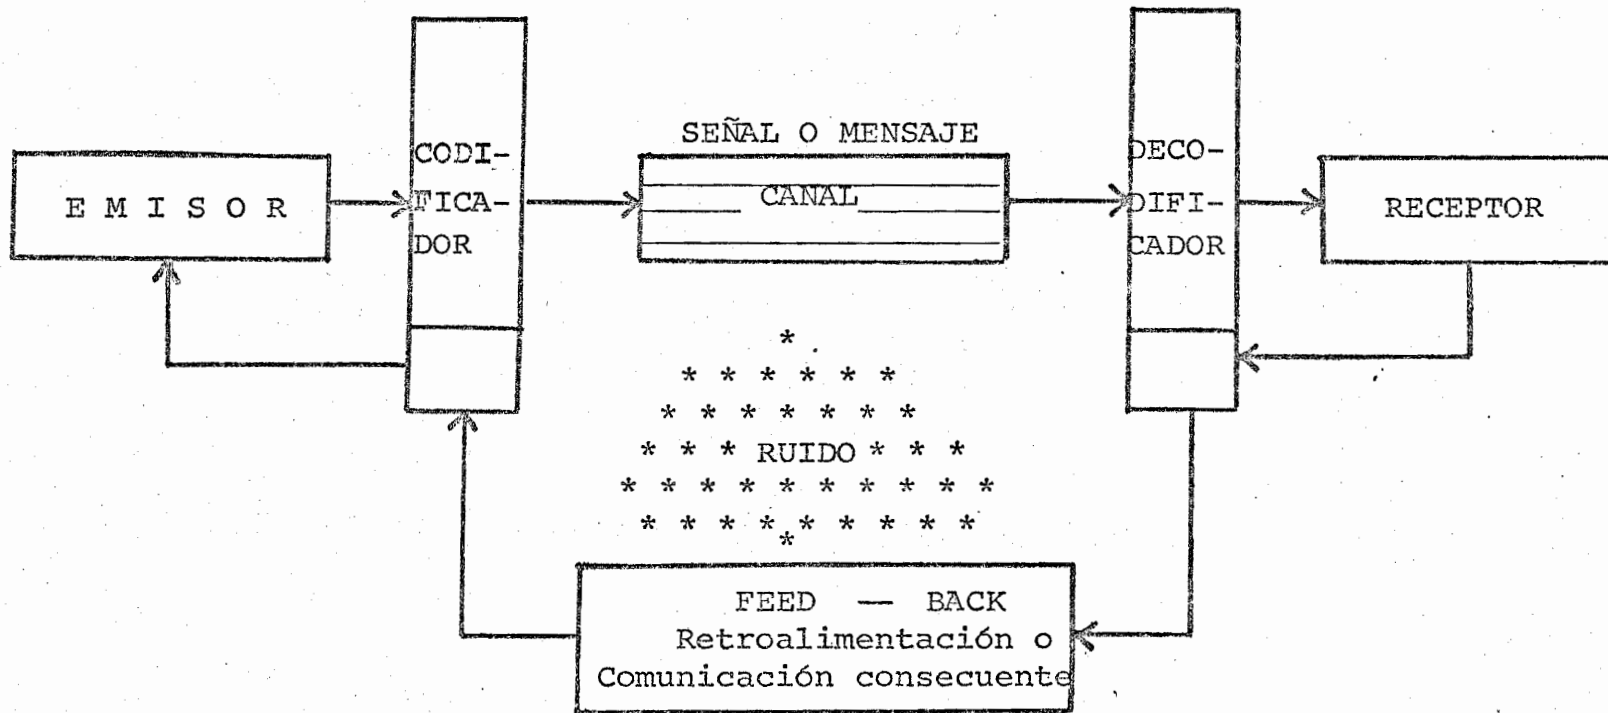 SEÑAL O MENSAJE
E M I S O R
CODI-
FICA-
DOR
CANAL
DECO-
DIFI-
CADOR
RECEPTOR
*
* * * * * *
* * * * * * *
* * * RUIDO * * *
* * * * * * * * * *
* * * * * * * * *
*
FEED — BACK
Retroalimentación o
Comunicación consecuente